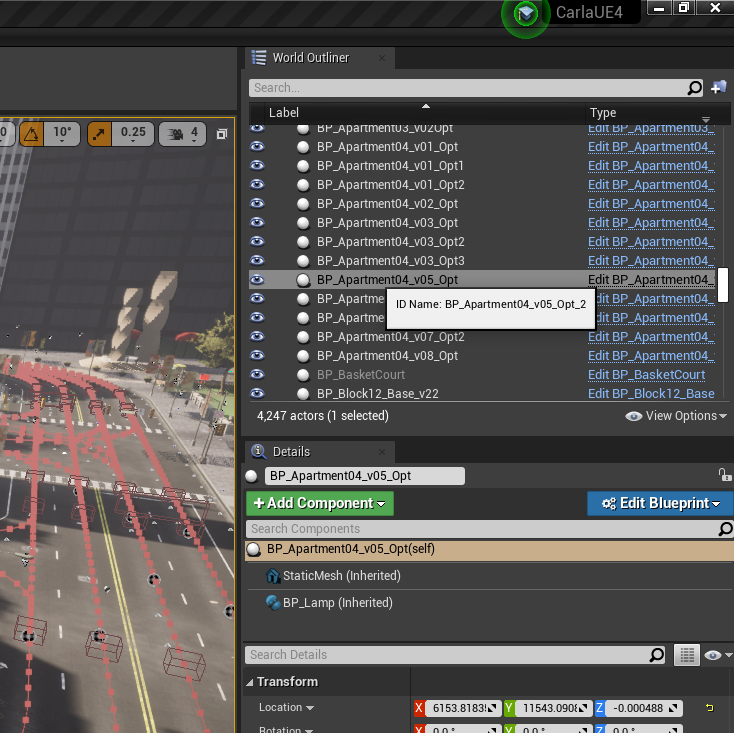 CarlaUE4
World Outliner
Search...
Label Type
0 10° 0.25 4
BP_Apartment03_v02Opt Edit BP_Apartment03_
BP_Apartment04_v01_Opt Edit BP_Apartment04_
BP_Apartment04_v01_Opt1 Edit BP_Apartment04_
BP_Apartment04_v01_Opt2 Edit BP_Apartment04_
BP_Apartment04_v02_Opt Edit BP_Apartment04_
BP_Apartment04_v03_Opt Edit BP_Apartment04_
BP_Apartment04_v03_Opt2 Edit BP_Apartment04_
BP_Apartment04_v03_Opt3 Edit BP_Apartment04_
BP_Apartment04_v05_Opt Edit BP_Apartment04_
BP_Apartme dit BP_Apartment04_
ID Name: BP_Apartment04_v05_Opt_2
BP_Apartme dit BP_Apartment04_
BP_Apartment04_v07_Opt2 Edit BP_Apartment04_
BP_Apartment04_v08_Opt Edit BP_Apartment04_
BP_BasketCourt Edit BP_BasketCourt
BP_Block12_Base_v22 Edit BP_Block12_Base
4,247 actors (1 selected) View Options
Details
BP_Apartment04_v05_Opt
+Add Component Edit Blueprint
Search Components
BP_Apartment04_v05_Opt(self)
StaticMesh (Inherited)
BP_Lamp (Inherited)
Search Details
Transform
Location X 6153.8183 Y 11543.090 Z -0.000488
Rotation 0.0° 0.0° 0.0°